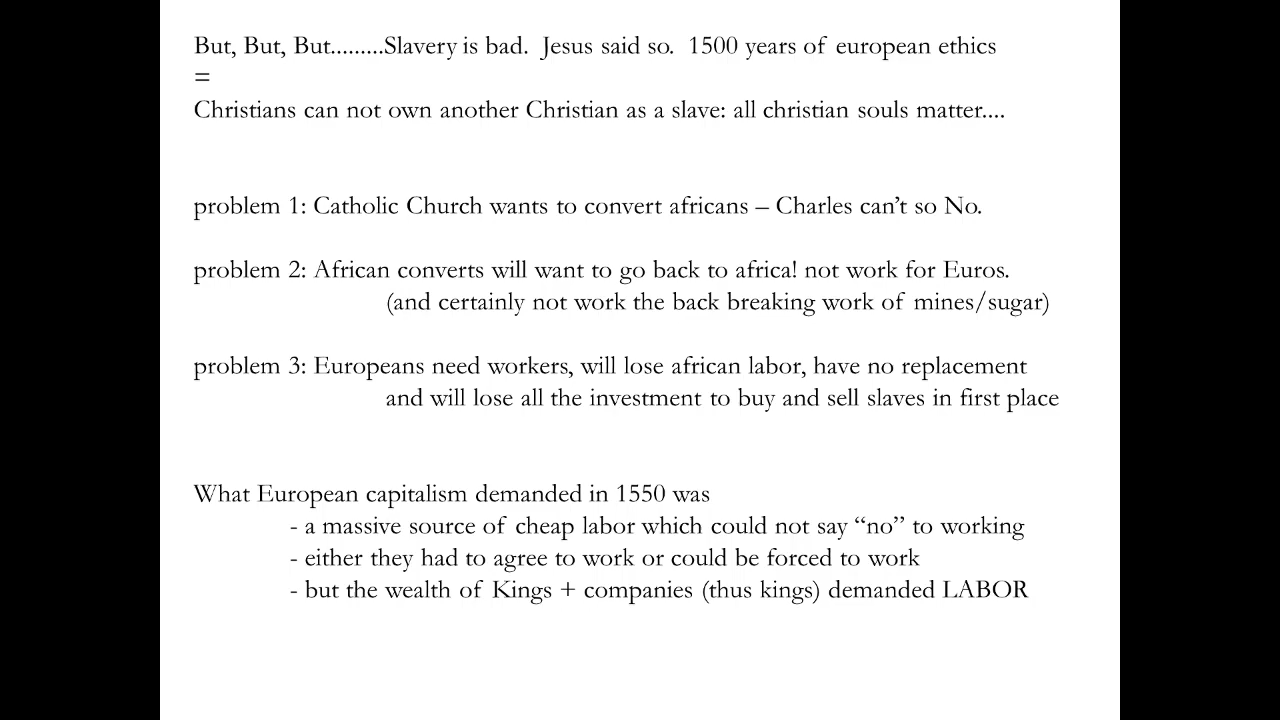 But, But, But.........Slavery is bad.  Jesus said so.  1500 years of european ethics
=
Christians can not own another Christian as a slave: all christian souls matter....
problem 1: Catholic Church wants to convert africans – Charles can’t so No.
problem 2: African converts will want to go back to africa! not work for Euros.
(and certainly not work the back breaking work of mines/sugar)
problem 3: Europeans need workers, will lose african labor, have no replacement
and will lose all the investment to buy and sell slaves in first place
What European capitalism demanded in 1550 was
- a massive source of cheap labor which could not say “no” to working
- either they had to agree to work or could be forced to work
- but the wealth of Kings + companies (thus kings) demanded LABOR